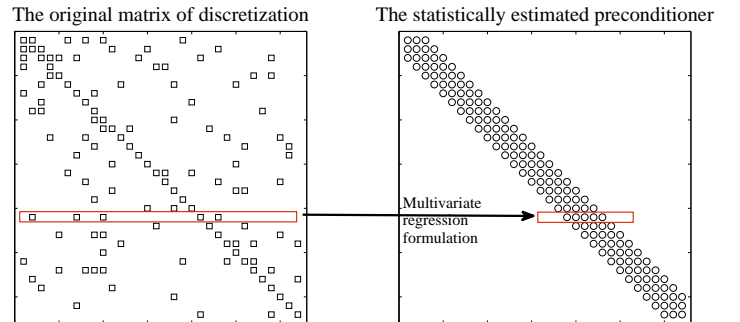 The original matrix of discretization
The statistically estimated preconditioner
Multivariate
regression
formulation